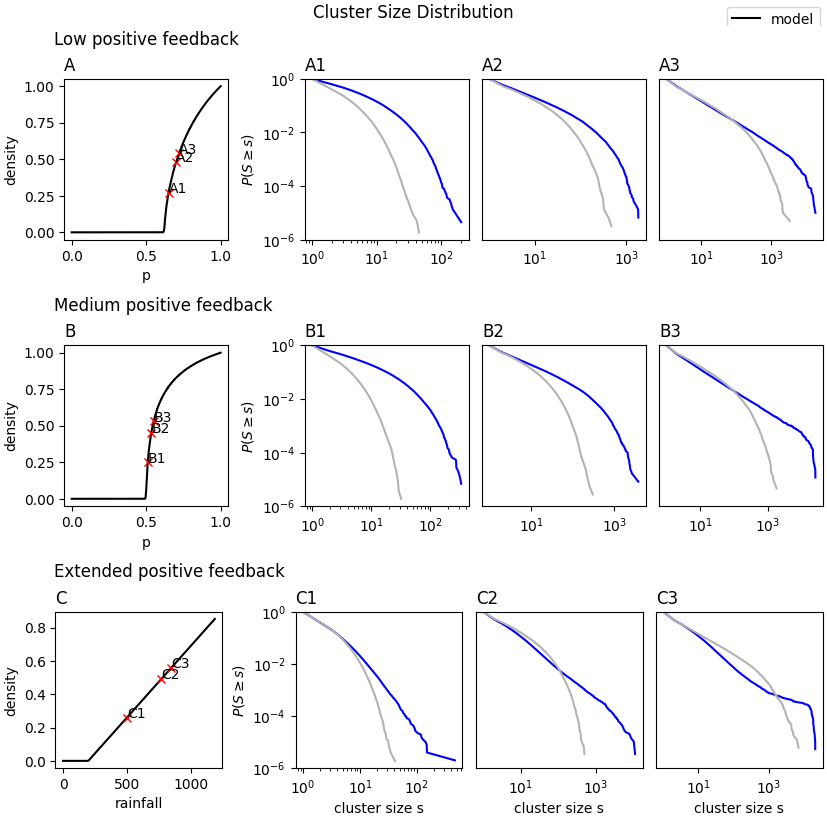 Cluster Size Distribution
model
Low positive feedback
A
A1
A2
A3
density
1.00
0.75
0.50
0.25
0.00
A3
A2
A1
0.0
0.5
1.0
p
P(S ≥ s)
10^0
10^-2
10^-4
10^-6
10^0
10^1
10^2
10^1
10^3
10^1
10^3
Medium positive feedback
B
B1
B2
B3
density
1.00
0.75
0.50
0.25
0.00
B3
B2
B1
0.0
0.5
1.0
p
P(S ≥ s)
10^0
10^-2
10^-4
10^-6
10^0
10^1
10^2
10^1
10^3
10^1
10^3
Extended positive feedback
C
C1
C2
C3
density
0.8
0.6
0.4
0.2
0.0
C3
C2
C1
0
500
1000
rainfall
P(S ≥ s)
10^0
10^-2
10^-4
10^-6
10^0
10^1
10^2
cluster size s
10^1
10^3
cluster size s
10^1
10^3
cluster size s